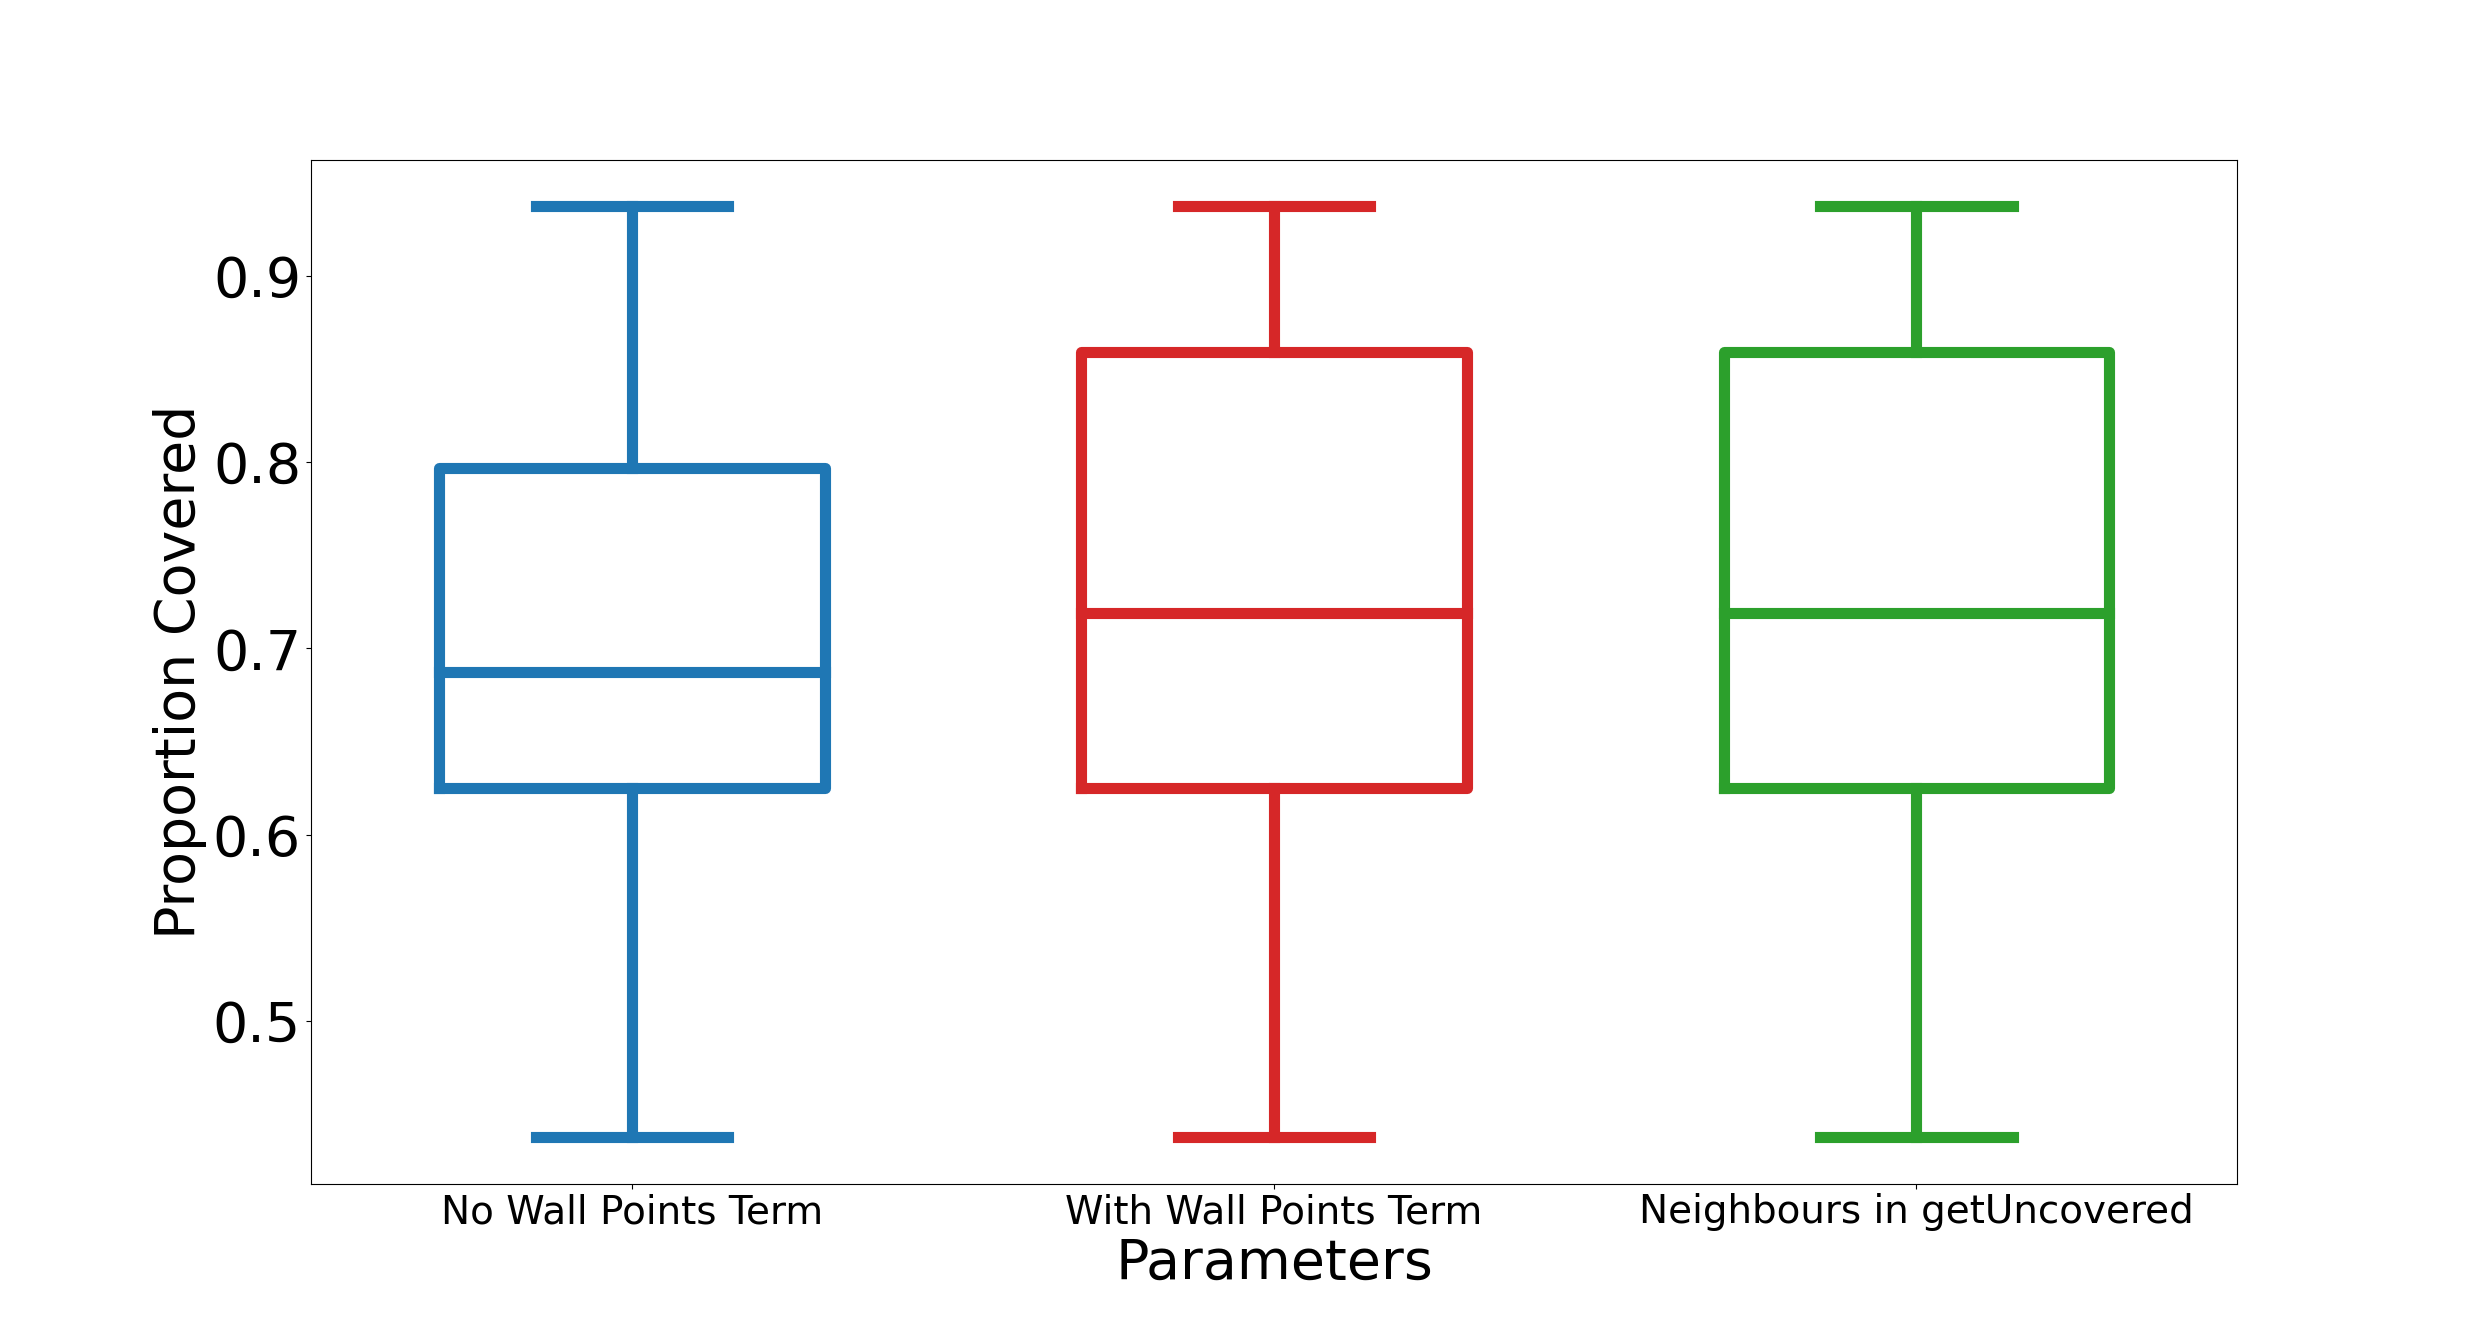 Proportion Covered
0.9
0.8
0.7
0.6
0.5
No Wall Points Term
With Wall Points Term
Neighbours in getUncovered
Parameters